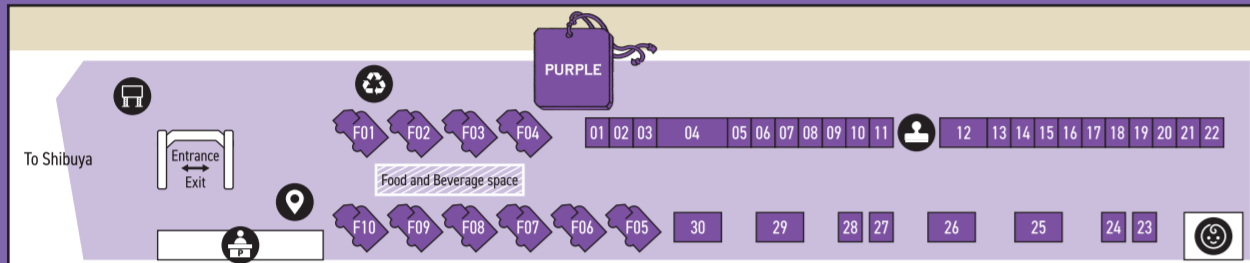 PURPLE
F01 F02 F03 F04 01 02 03 04 05 06 07 08 09 10 11 12 13 14 15 16 17 18 19 20 21 22
To Shibuya
Entrance
Exit
Food and Beverage space
F10 F09 F08 F07 F06 F05 30 29 28 27 26 25 24 23
P